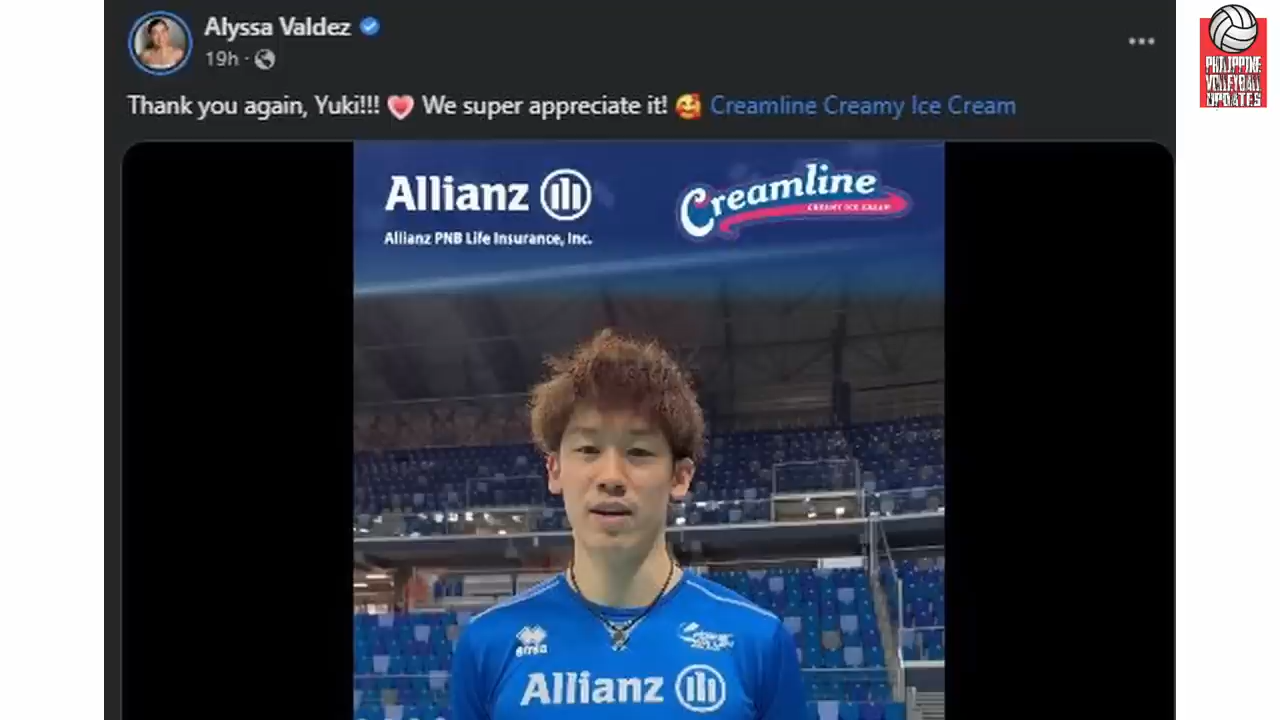 Alyssa Valdez
19h ·
Thank you again, Yuki!!! We super appreciate it! Creamline Creamy Ice Cream
PHILIPPINE
VOLLEYBALL
UPDATES
Allianz
Allianz PNB Life Insurance, Inc.
Creamline
CREAMY ICE CREAM
errea
Allianz